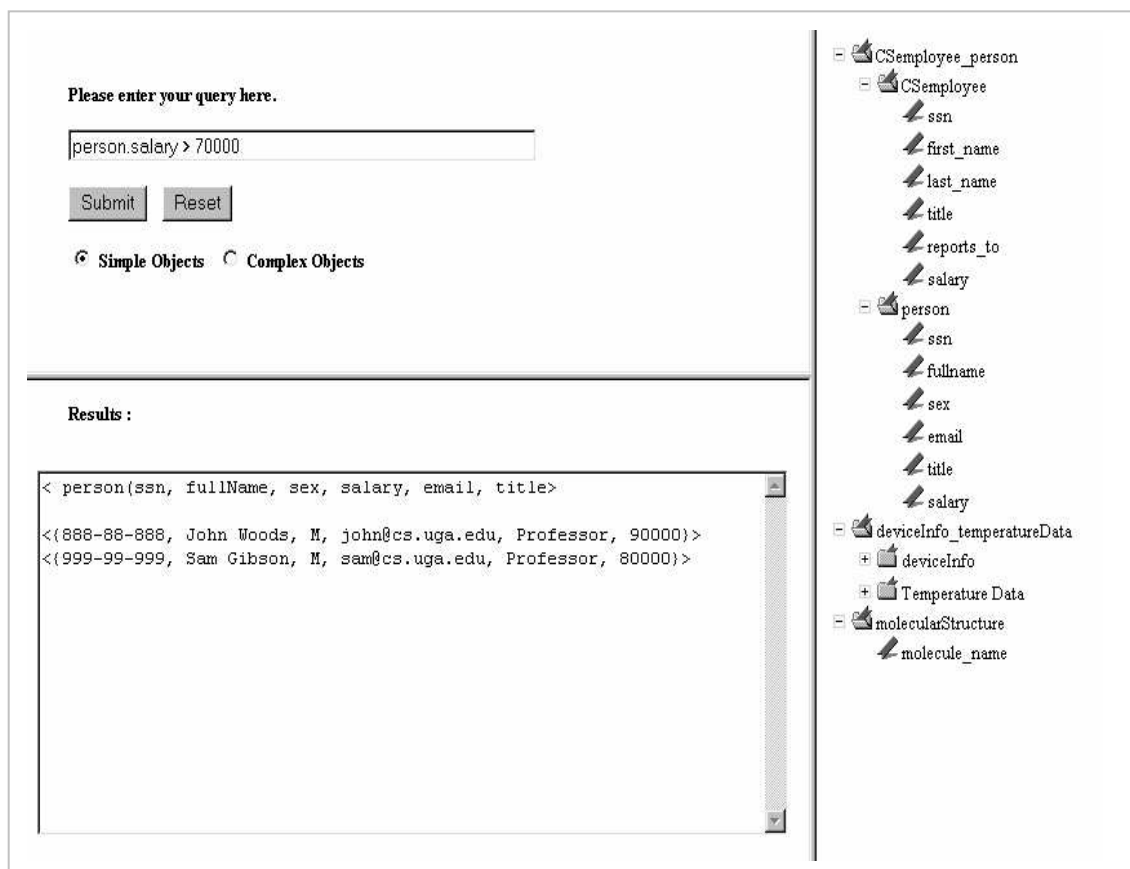 Please enter your query here.
person.salary > 70000
Submit Reset
Simple Objects Complex Objects
Results :
< person(ssn, fullName, sex, salary, email, title>
<{888-88-888, John Woods, M, john@cs.uga.edu, Professor, 90000}>
<{999-99-999, Sam Gibson, M, sam@cs.uga.edu, Professor, 80000}>
CSemployee_person
CSemployee
ssn
first_name
last_name
title
reports_to
salary
person
ssn
fullname
sex
email
title
salary
deviceInfo_temperatureData
deviceInfo
Temperature Data
molecularStructure
molecule_name